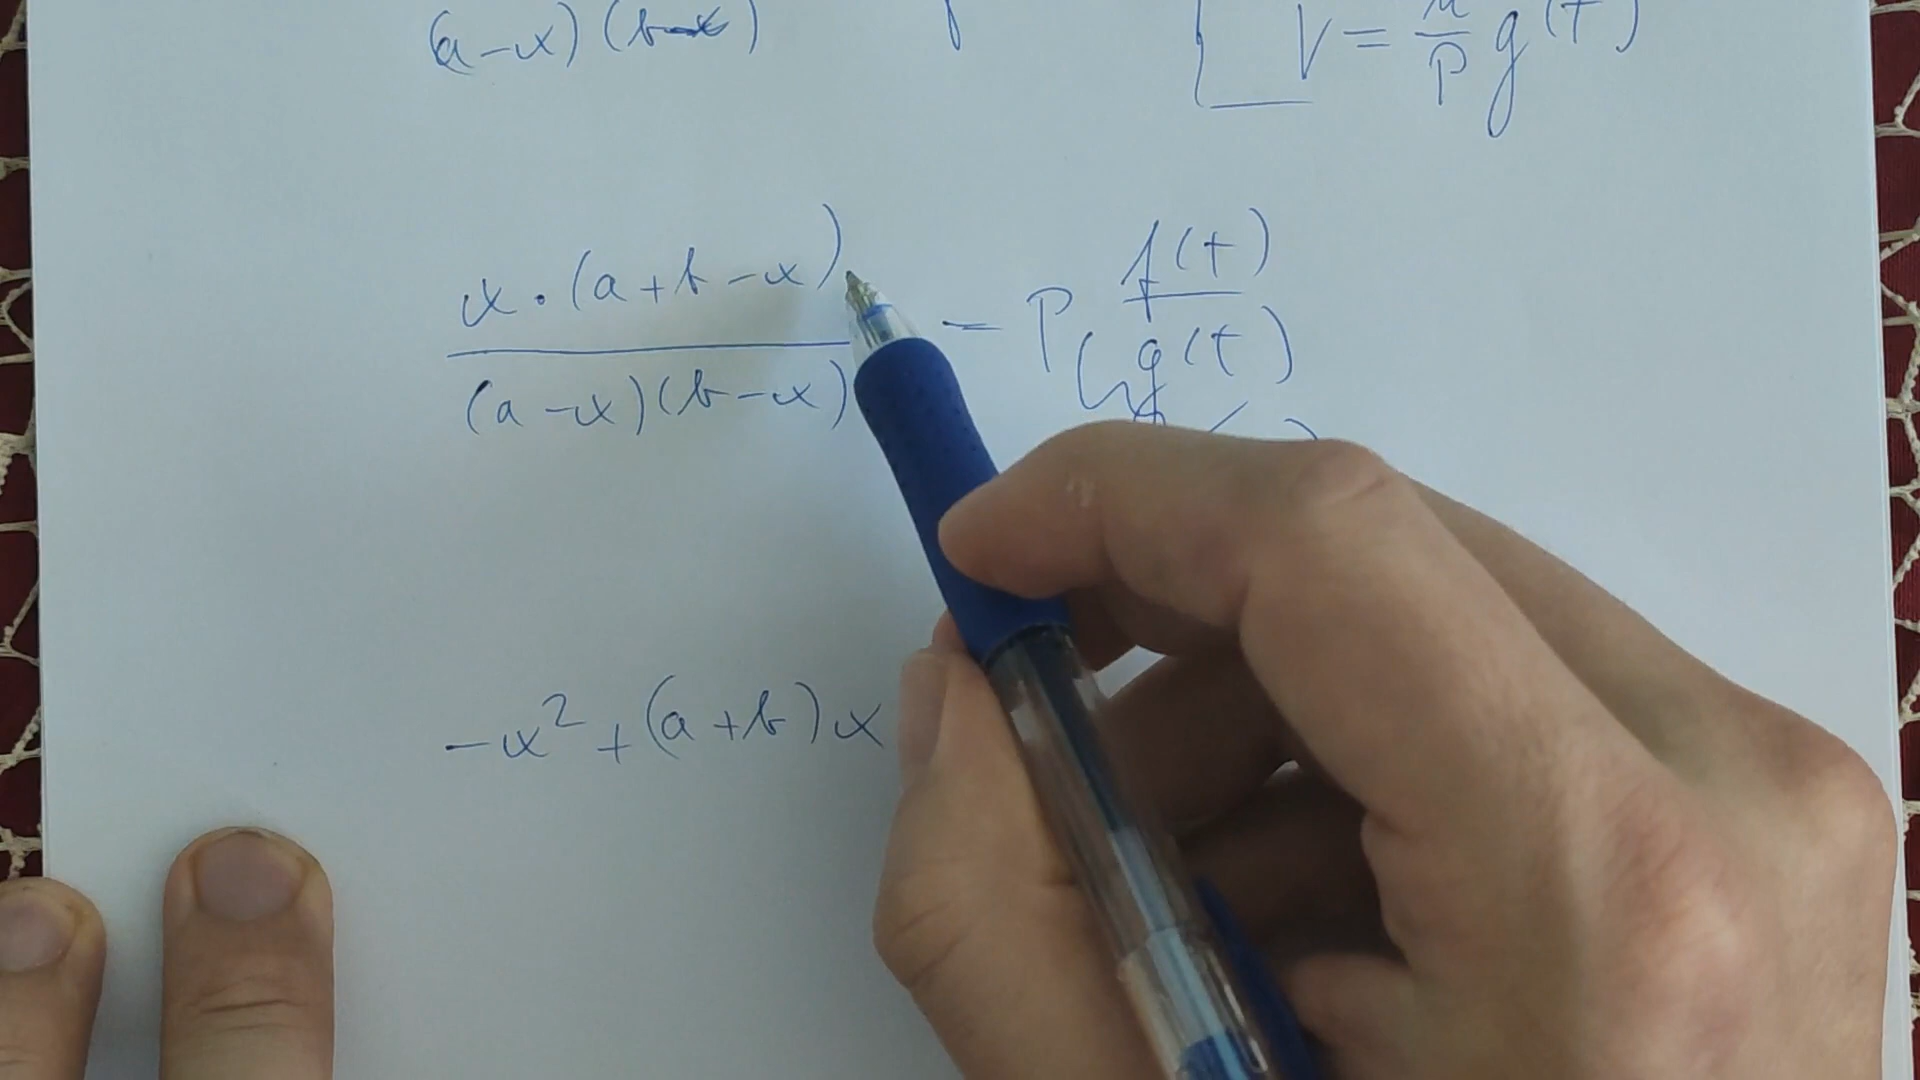 (a-x)(b-x)
V = n/P g(T)
x·(a+b-x) / (a-x)(b-x) = P f(T)/g(T)
-x² + (a+b)x